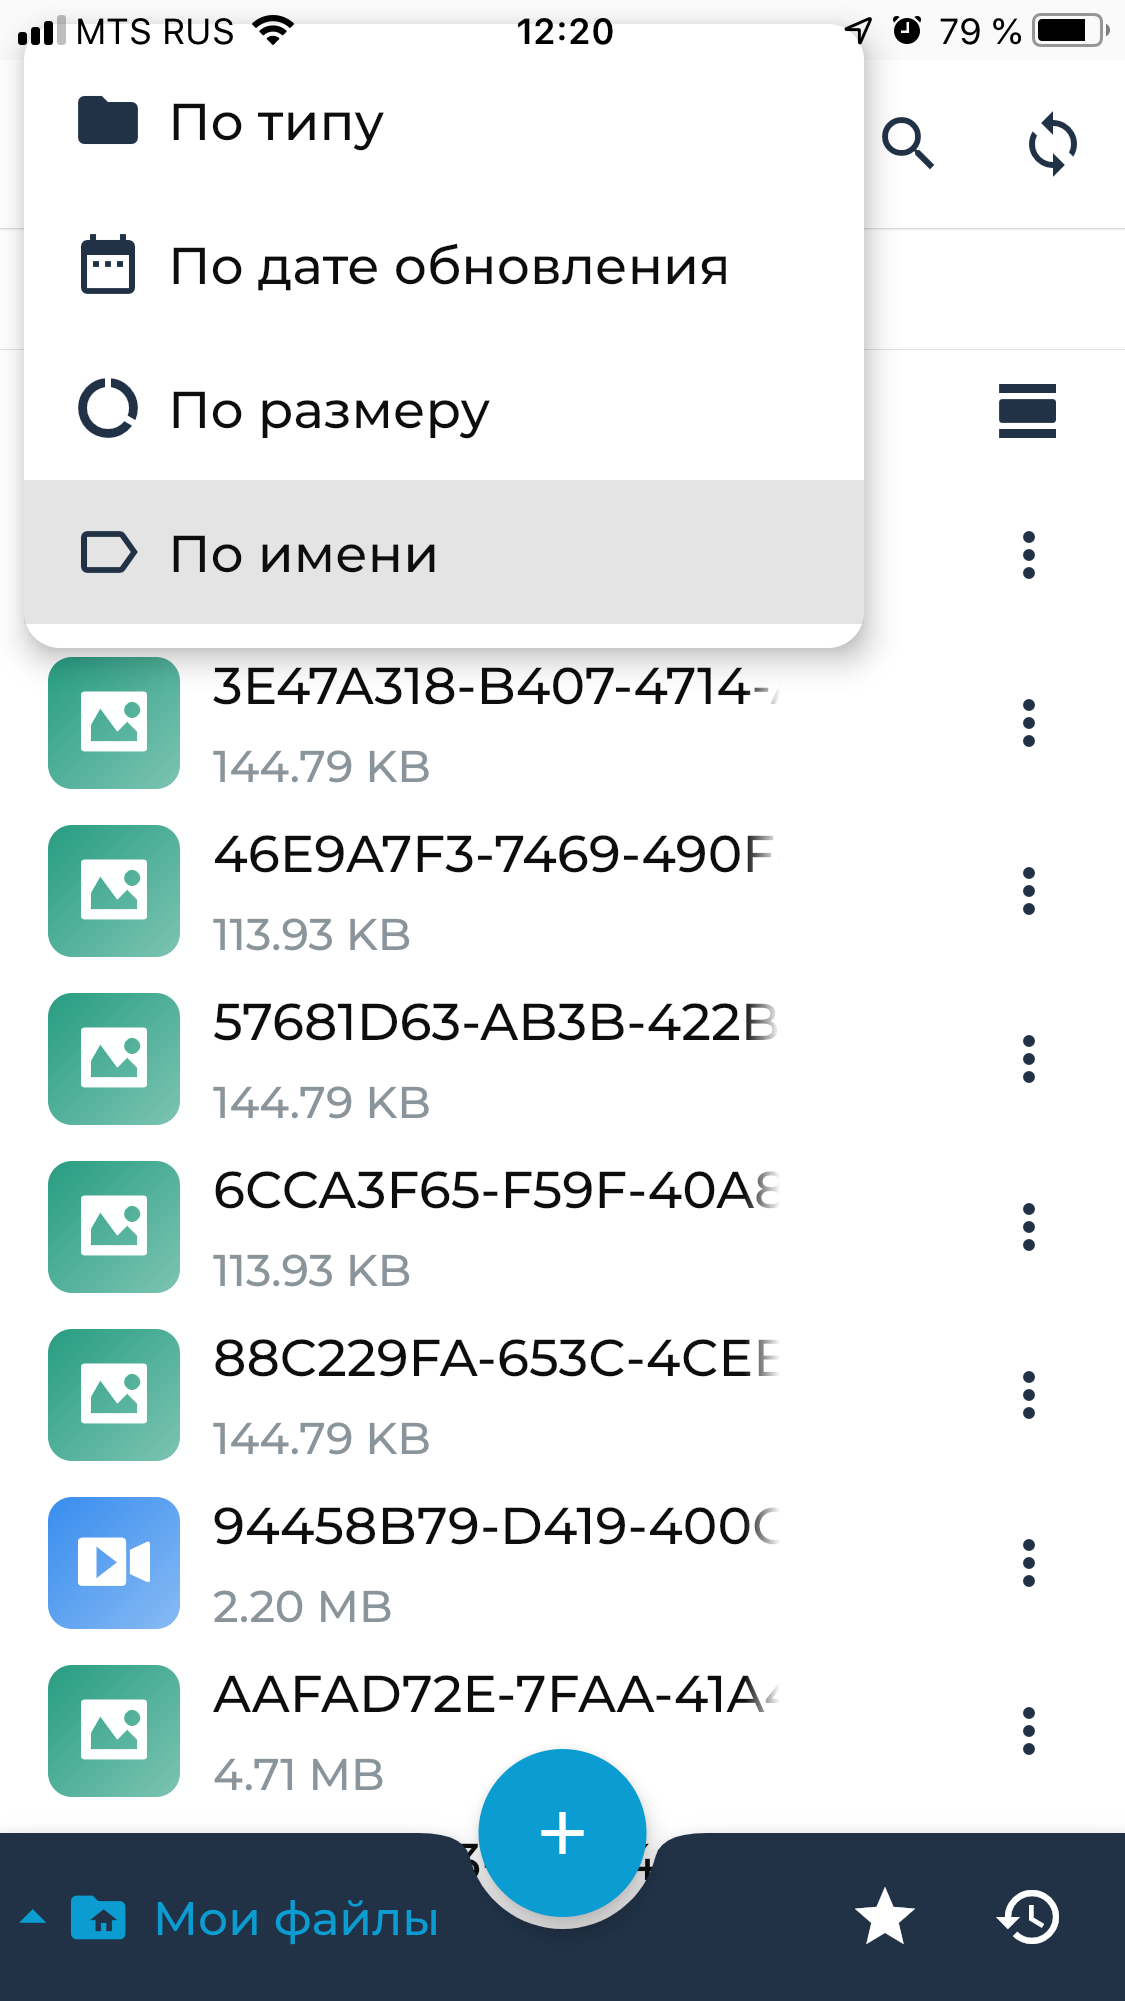 MTS RUS 12:20 79 %
По типу
По дате обновления
По размеру
По имени
3E47A318-B407-4714-
144.79 KB
46E9A7F3-7469-490F
113.93 KB
57681D63-AB3B-422B
144.79 KB
6CCA3F65-F59F-40A8
113.93 KB
88C229FA-653C-4CEE
144.79 KB
94458B79-D419-400C
2.20 MB
AAFAD72E-7FAA-41A4
4.71 MB
Мои файлы